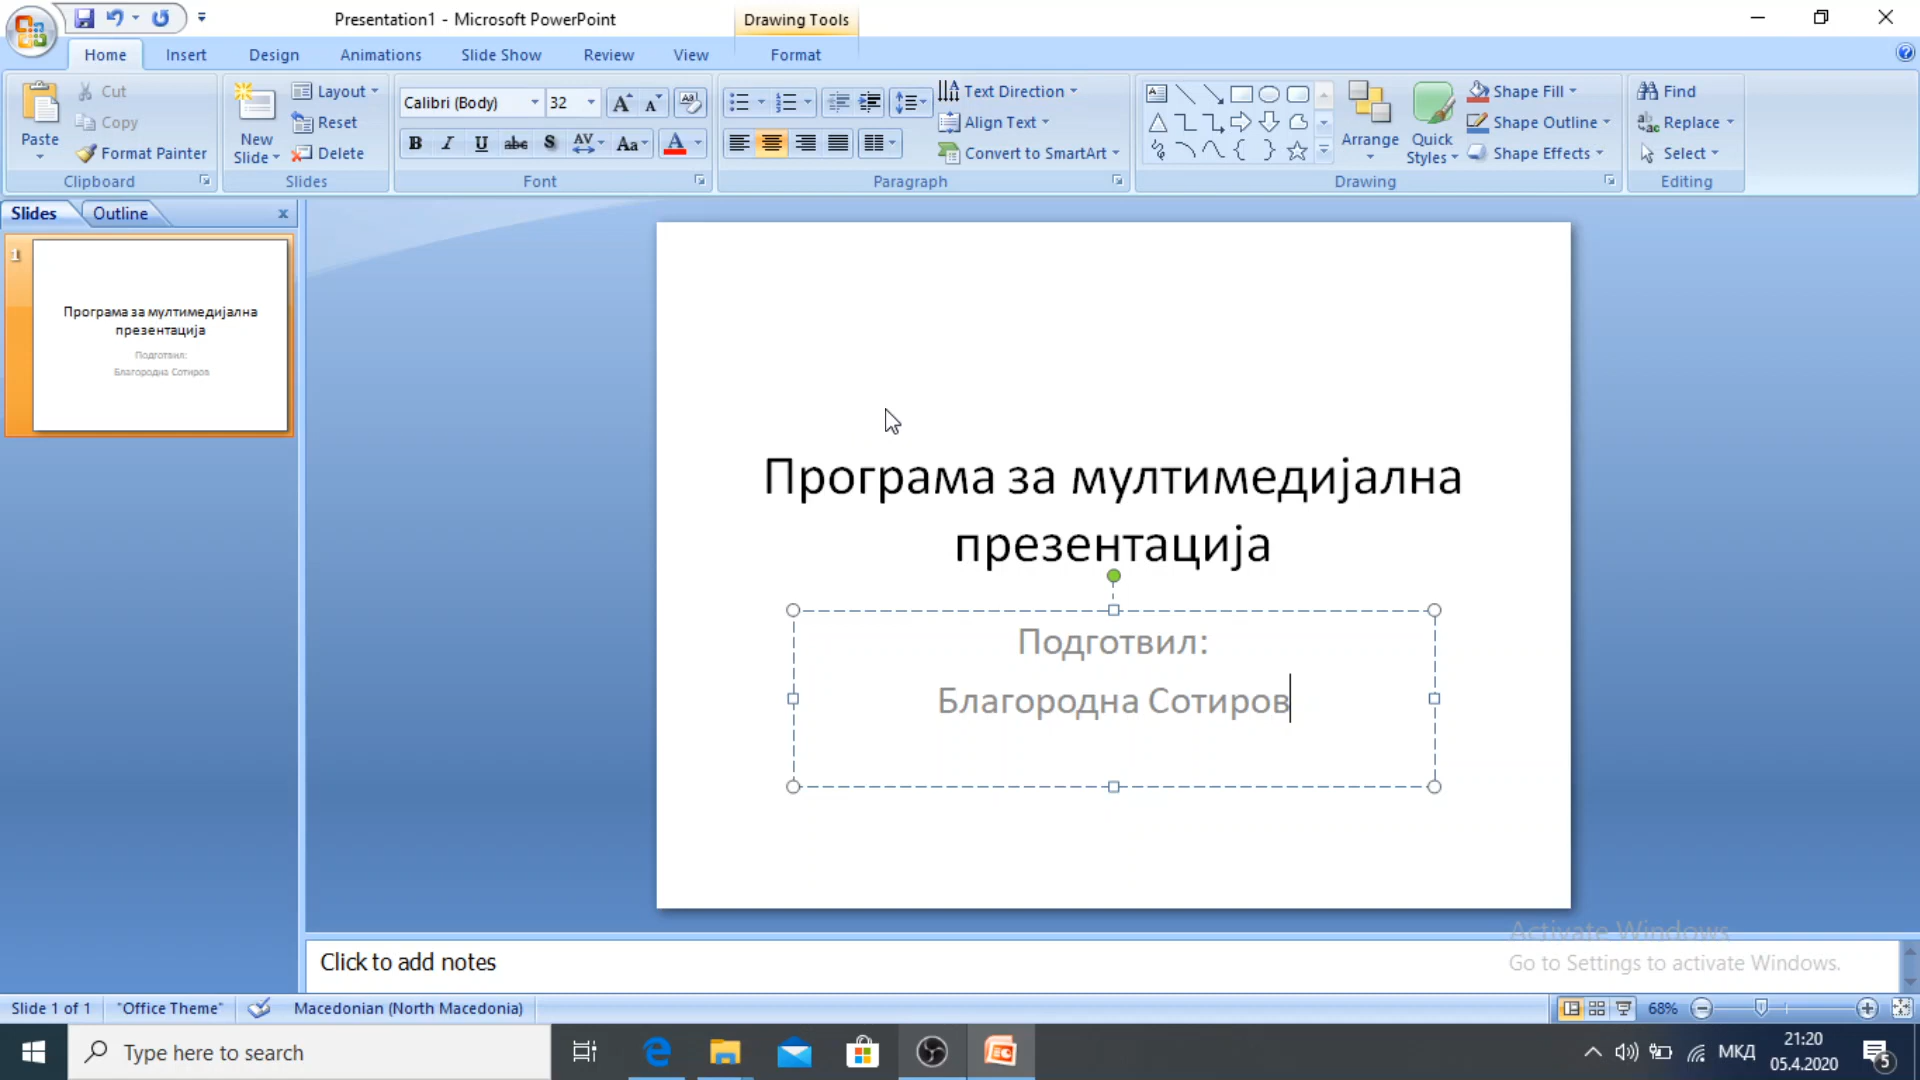 Presentation1 - Microsoft PowerPoint
Drawing Tools
Home Insert Design Animations Slide Show Review View Format
Paste
Cut
Copy
Format Painter
Clipboard
New Slide
Layout
Reset
Delete
Slides
Calibri (Body) 32
B I U abc S AV Aa A
Font
Text Direction
Align Text
Convert to SmartArt
Paragraph
Arrange
Quick Styles
Shape Fill
Shape Outline
Shape Effects
Drawing
Find
Replace
Select
Editing
Slides Outline
1
Програма за мултимедијална
презентација
Подготвил:
Благородна Сотиров
Програма за мултимедијална
презентација
Подготвил:
Благородна Сотиров
Click to add notes
Activate Windows
Go to Settings to activate Windows.
Slide 1 of 1 "Office Theme" Macedonian (North Macedonia) 68%
Type here to search
МКД
21:20
05.4.2020
5